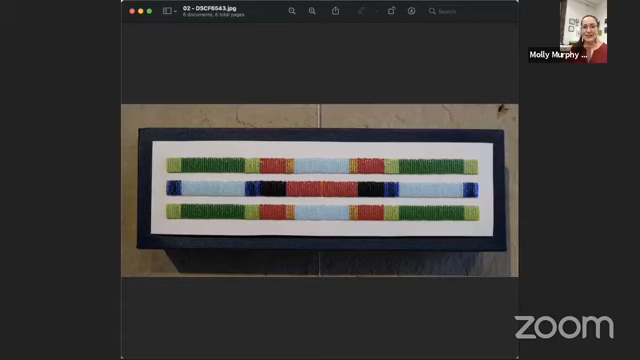 02 - DSCF6543.jpg
6 documents, 6 total pages
Search
Molly Murphy ...
zoom